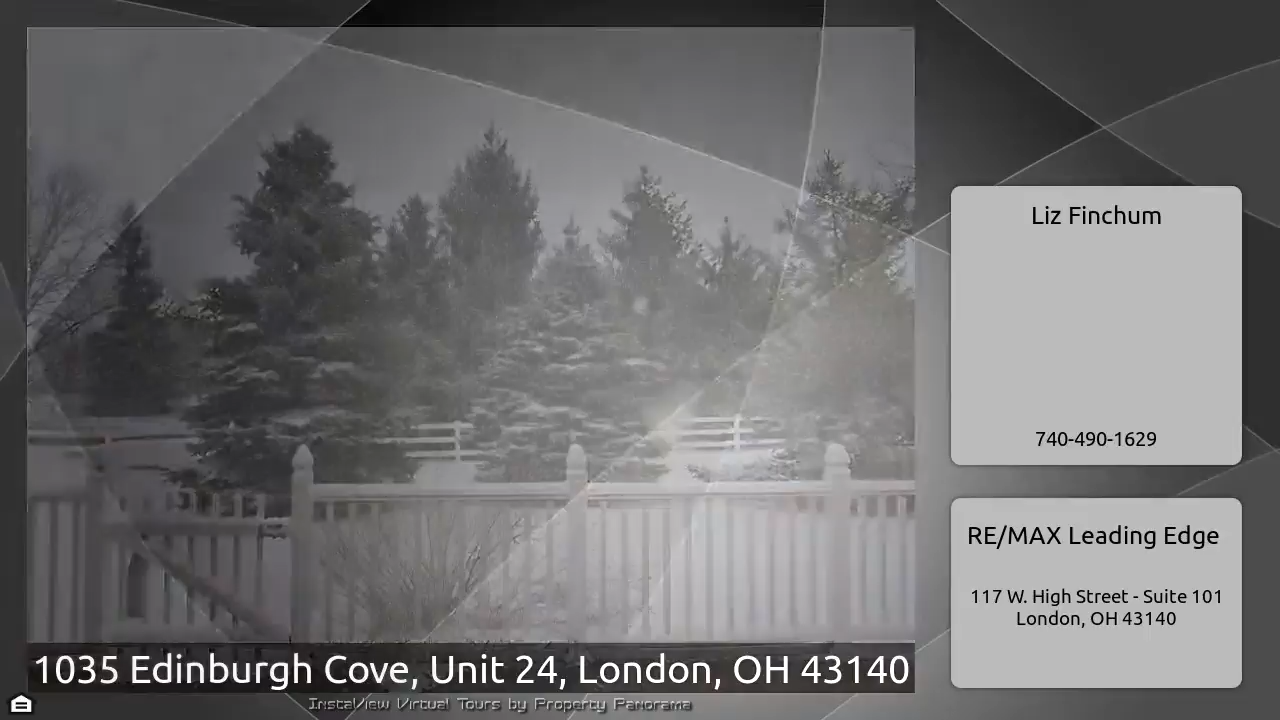 Liz Finchum
740-490-1629
RE/MAX Leading Edge
117 W. High Street - Suite 101
London, OH 43140
1035 Edinburgh Cove, Unit 24, London, OH 43140
InstaView Virtual Tours by Property Panorama